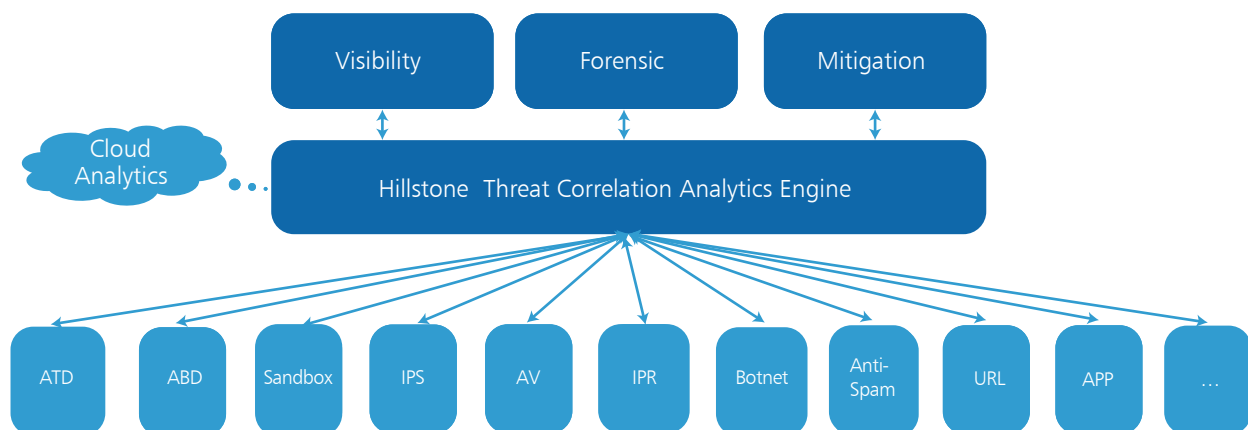 Visibility
Forensic
Mitigation
Cloud
Analytics
Hillstone Threat Correlation Analytics Engine
ATD
ABD
Sandbox
IPS
AV
IPR
Botnet
Anti-
Spam
URL
APP
...